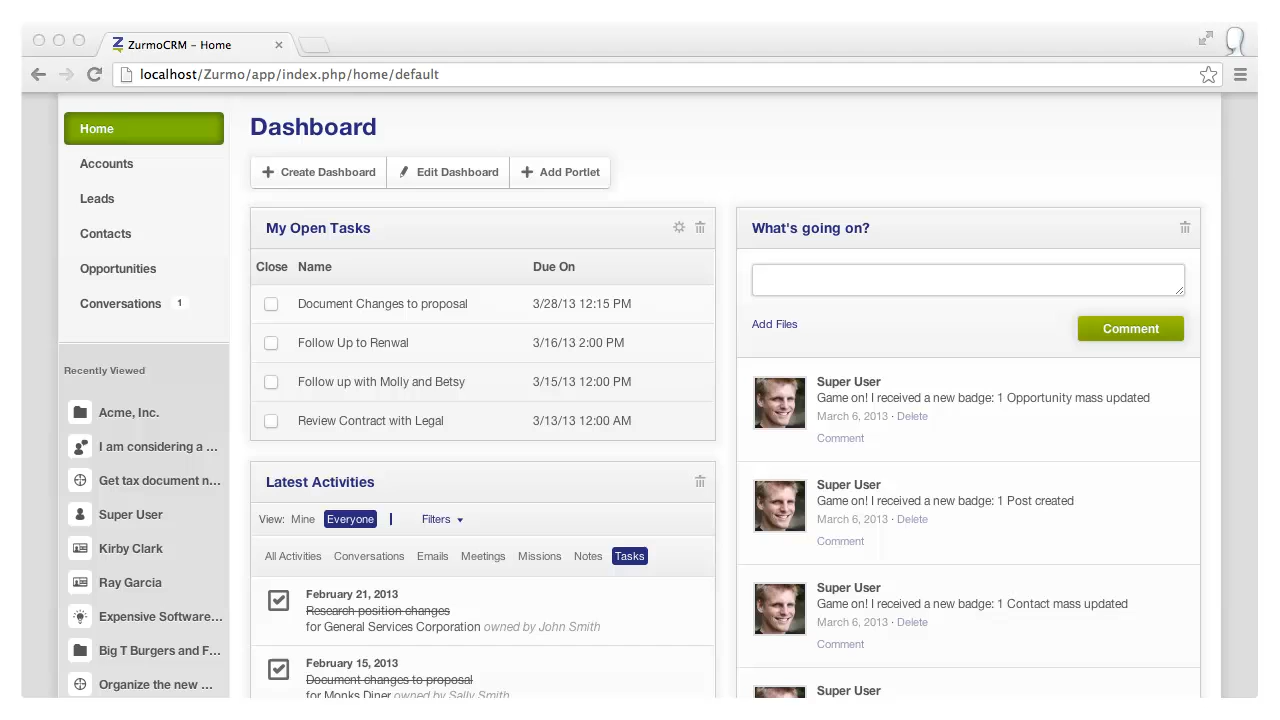 ZurmoCRM – Home
localhost/Zurmo/app/index.php/home/default
Home
Accounts
Leads
Contacts
Opportunities
Conversations 1
Recently Viewed
Acme, Inc.
I am considering a ...
Get tax document n...
Super User
Kirby Clark
Ray Garcia
Expensive Software...
Big T Burgers and F...
Organize the new ...
Dashboard
Create Dashboard
Edit Dashboard
Add Portlet
My Open Tasks
Close Name Due On
Document Changes to proposal 3/28/13 12:15 PM
Follow Up to Renwal 3/16/13 2:00 PM
Follow up with Molly and Betsy 3/15/13 12:00 PM
Review Contract with Legal 3/13/13 12:00 AM
Latest Activities
View: Mine Everyone Filters
All Activities Conversations Emails Meetings Missions Notes Tasks
February 21, 2013
Research position changes
for General Services Corporation owned by John Smith
February 15, 2013
Document changes to proposal
for Monks Diner owned by Sally Smith
What's going on?
Add Files
Comment
Super User
Game on! I received a new badge: 1 Opportunity mass updated
March 6, 2013 · Delete
Comment
Super User
Game on! I received a new badge: 1 Post created
March 6, 2013 · Delete
Comment
Super User
Game on! I received a new badge: 1 Contact mass updated
March 6, 2013 · Delete
Comment
Super User